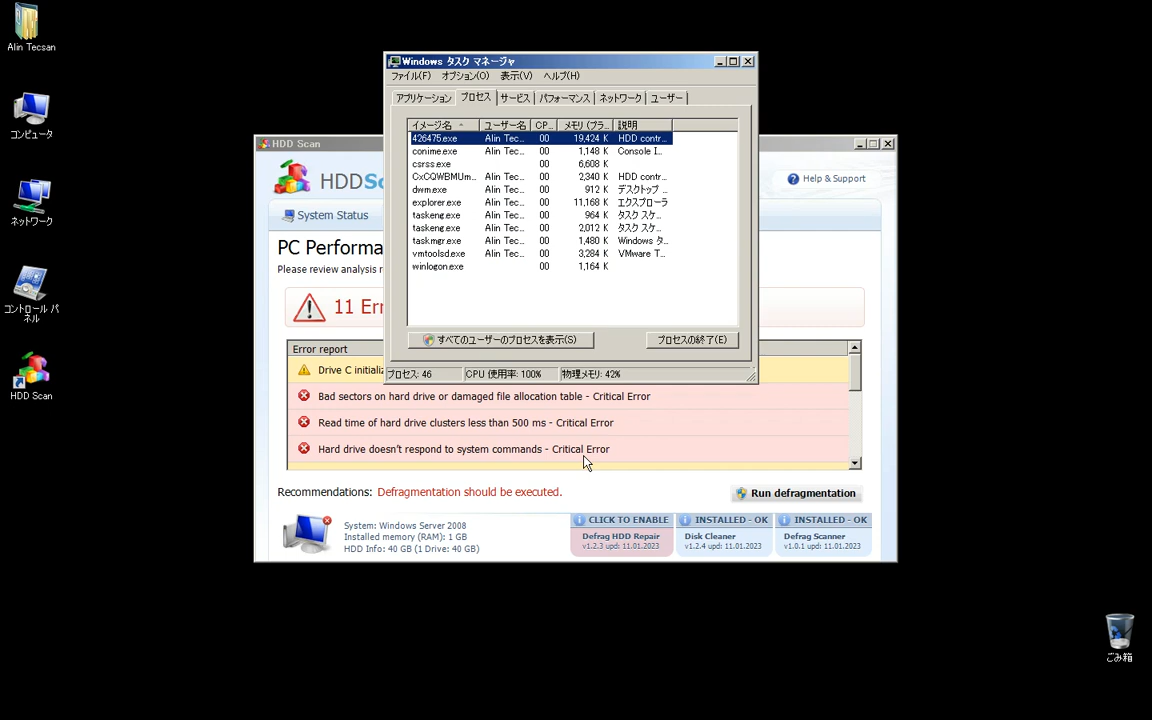 Alin Tecsan
コンピュータ
ネットワーク
コントロール パネル
HDD Scan
ごみ箱
Windows タスク マネージャ
ファイル(F) オプション(O) 表示(V) ヘルプ(H)
アプリケーション プロセス サービス パフォーマンス ネットワーク ユーザー
イメージ名 ユーザー名 CP... メモリ (プラ... 説明
426475.exe Alin Tec... 00 19,424 K HDD contr...
conime.exe Alin Tec... 00 1,148 K Console I...
csrss.exe 00 6,608 K
CxCQWBMUm... Alin Tec... 00 2,340 K HDD contr...
dwm.exe Alin Tec... 00 912 K デスクトップ ...
explorer.exe Alin Tec... 00 11,168 K エクスプローラ
taskeng.exe Alin Tec... 00 964 K タスク スケ...
taskeng.exe Alin Tec... 00 2,012 K タスク スケ...
taskmgr.exe Alin Tec... 00 1,480 K Windows タ...
vmtoolsd.exe Alin Tec... 00 3,284 K VMware T...
winlogon.exe 00 1,164 K
すべてのユーザーのプロセスを表示(S) プロセスの終了(E)
プロセス: 46 CPU 使用率: 100% 物理メモリ: 42%
HDD Scan
HDDSc
Help & Support
System Status
PC Performa
Please review analysis r
11 Err
Error report
Drive C initializ
Bad sectors on hard drive or damaged file allocation table - Critical Error
Read time of hard drive clusters less than 500 ms - Critical Error
Hard drive doesn't respond to system commands - Critical Error
Recommendations: Defragmentation should be executed.
Run defragmentation
System: Windows Server 2008
Installed memory (RAM): 1 GB
HDD Info: 40 GB (1 Drive: 40 GB)
CLICK TO ENABLE
Defrag HDD Repair
v1.2.3 upd: 11.01.2023
INSTALLED - OK
Disk Cleaner
v1.2.4 upd: 11.01.2023
INSTALLED - OK
Defrag Scanner
v1.0.1 upd: 11.01.2023